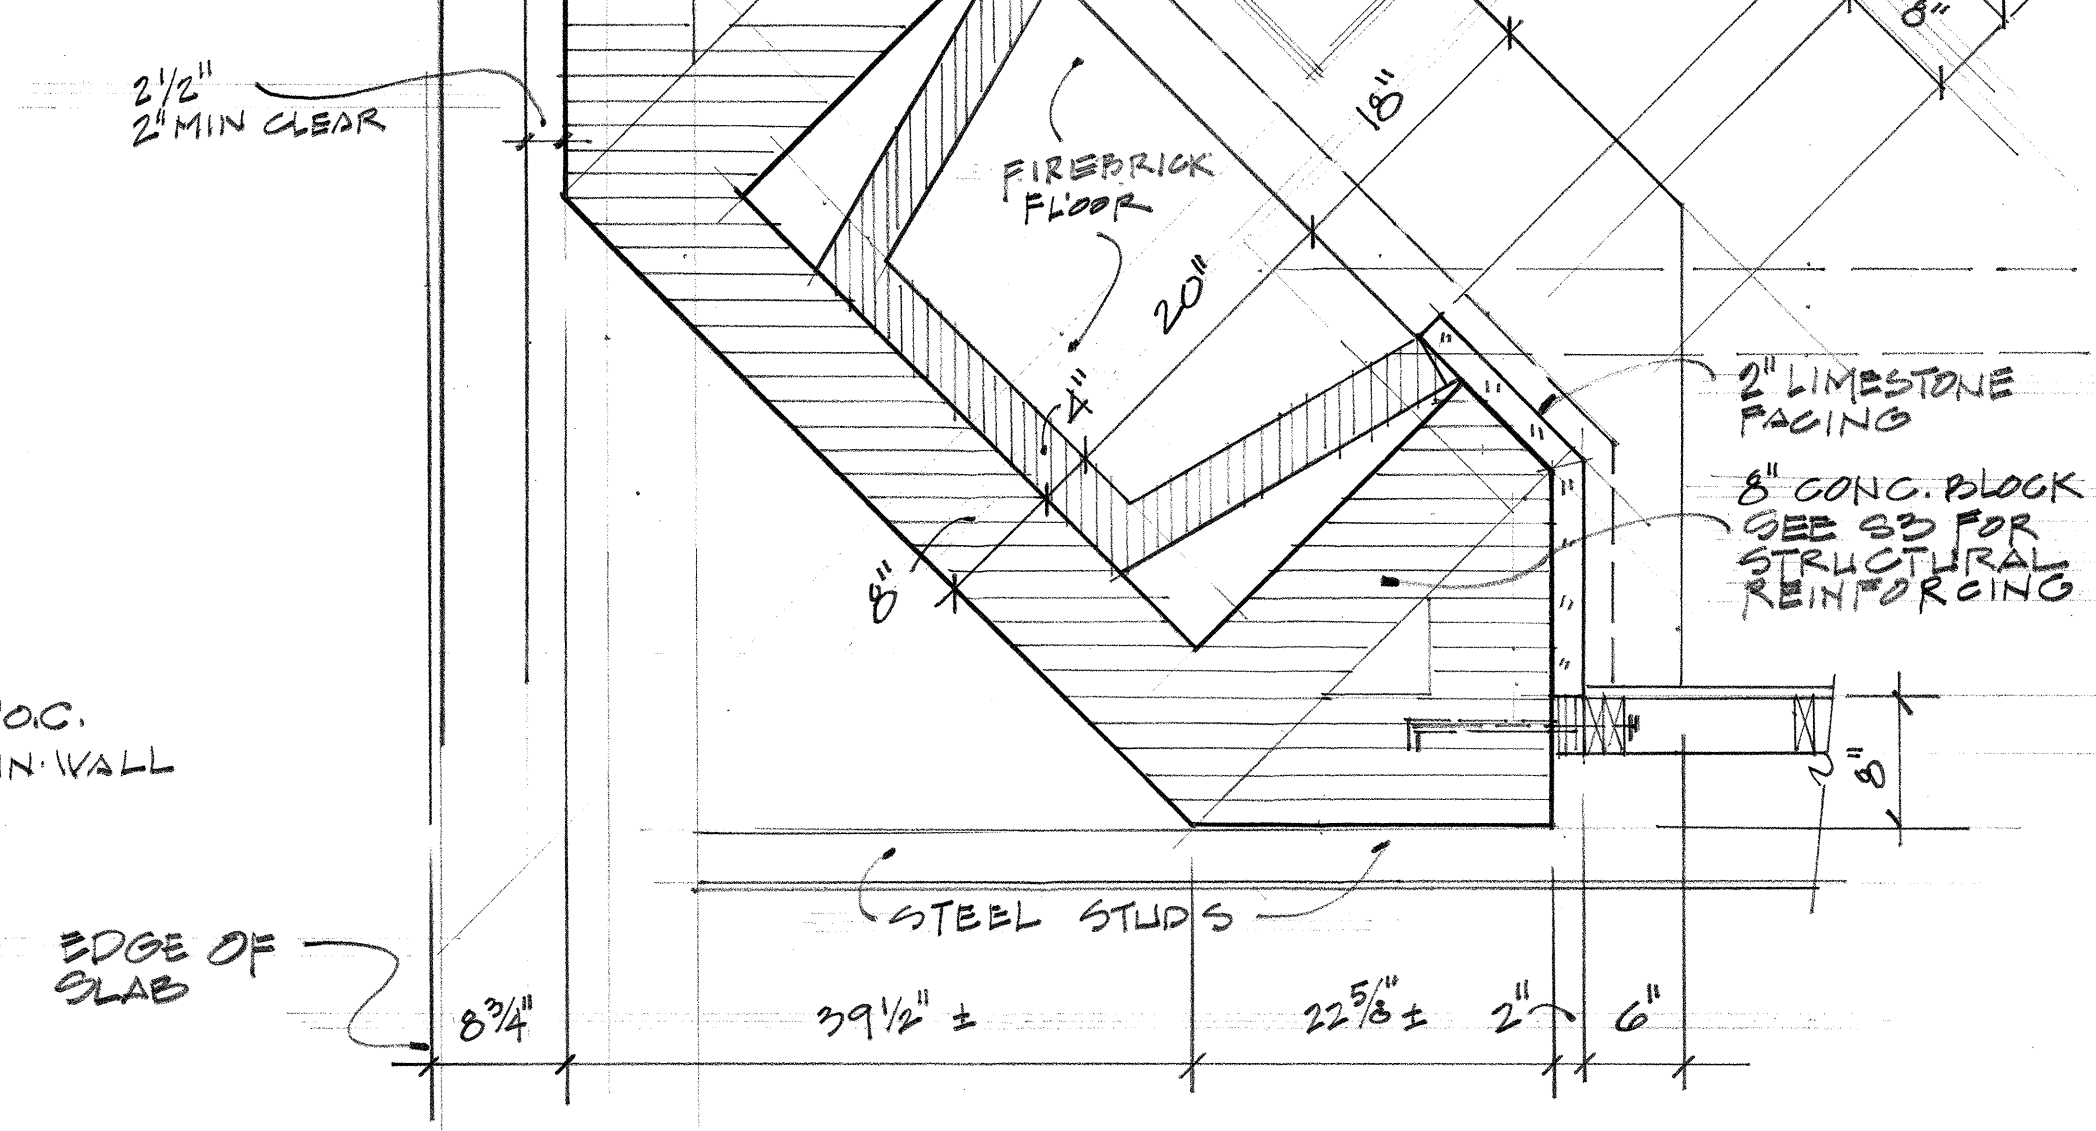 8"
2 1/2"
2" MIN CLEAR
18"
FIREBRICK
FLOOR
20"
4"
2" LIMESTONE
FACING
8" CONC. BLOCK
SEE S3 FOR
STRUCTURAL
REINFORCING
8"
O.C.
N. WALL
8"
STEEL STUDS
EDGE OF
SLAB
8 3/4"
39 1/2" ±
22 5/8" ±
2"
6"